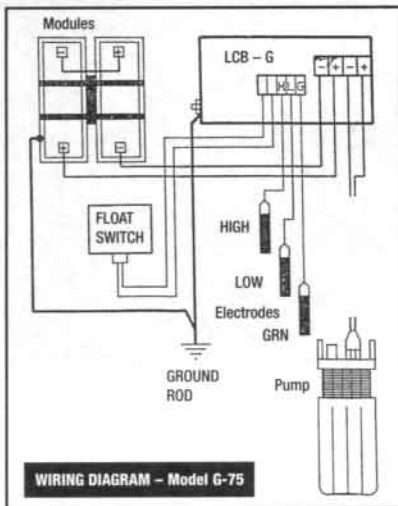 Modules
LCB – G
– + – +
H L G
– +
+ –
FLOAT
SWITCH
HIGH
LOW
Electrodes
GRN
GROUND
ROD
Pump
WIRING DIAGRAM – Model G-75